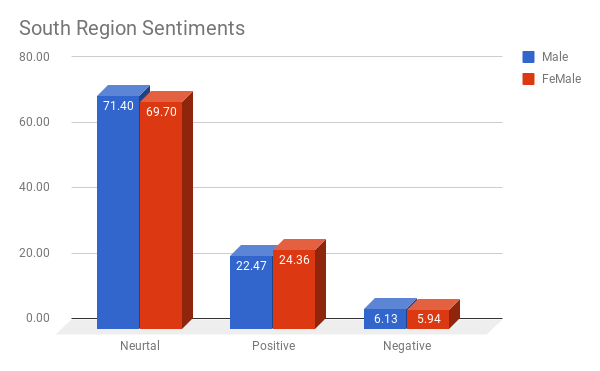 South Region Sentiments
80.00
60.00
40.00
20.00
0.00
71.40
69.70
22.47
24.36
6.13
5.94
Neurtal
Positive
Negative
Male
FeMale